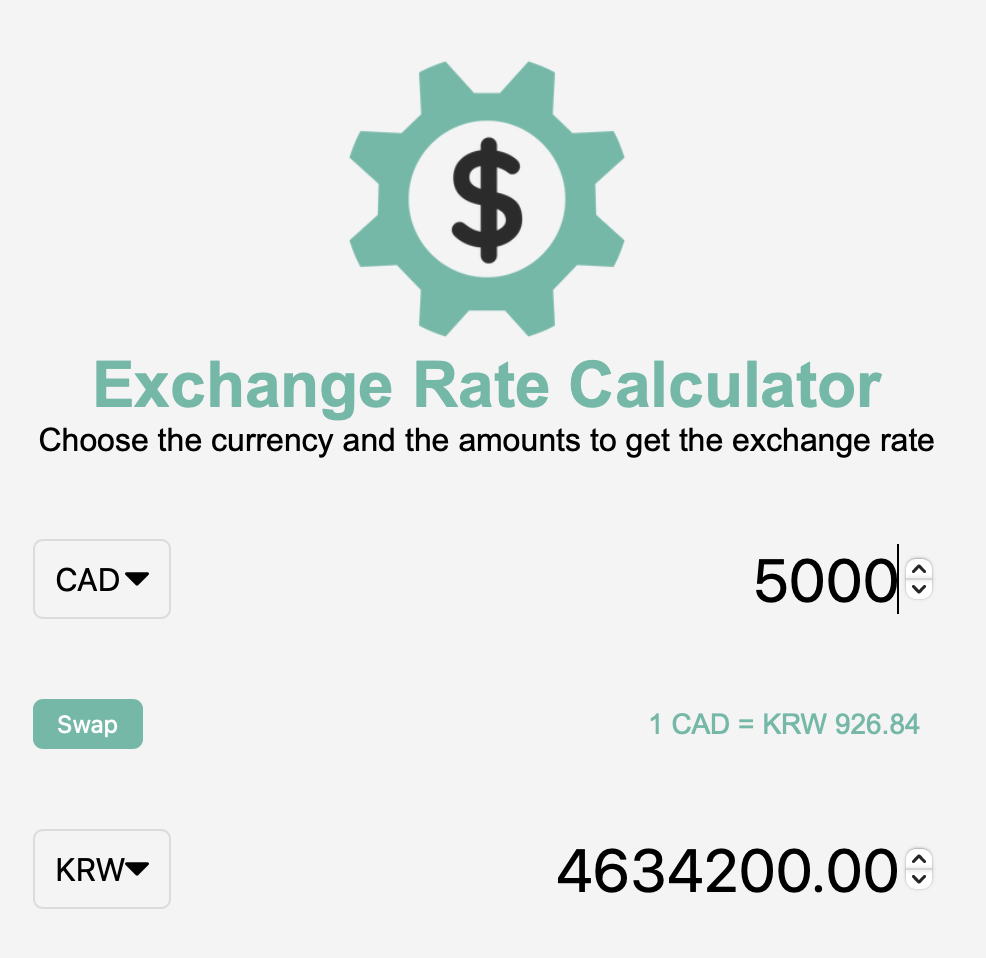 $
Exchange Rate Calculator
Choose the currency and the amounts to get the exchange rate
CAD 5000
Swap 1 CAD = KRW 926.84
KRW 4634200.00